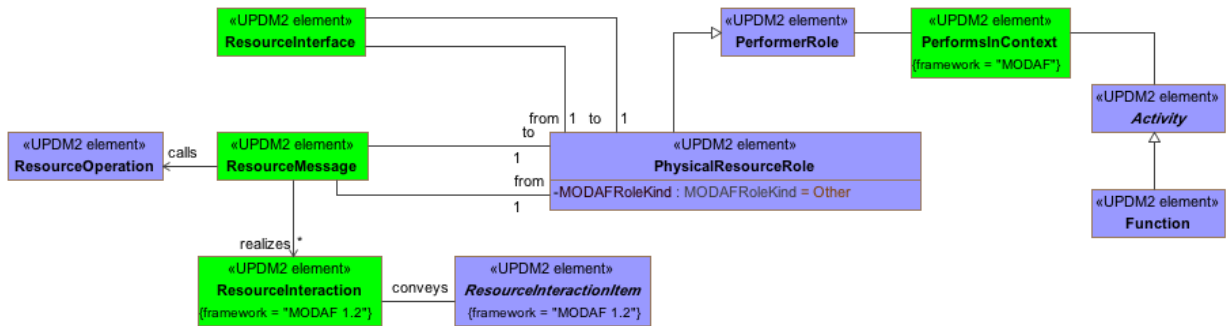 «UPDM2 element»
ResourceInterface
«UPDM2 element»
PerformerRole
«UPDM2 element»
PerformsInContext
{framework = "MODAF"}
«UPDM2 element»
Activity
from 1 to 1
to
1
«UPDM2 element»
ResourceOperation
calls
«UPDM2 element»
ResourceMessage
«UPDM2 element»
PhysicalResourceRole
-MODAFRoleKind : MODAFRoleKind = Other
from
1
«UPDM2 element»
Function
realizes *
«UPDM2 element»
ResourceInteraction
{framework = "MODAF 1.2"}
conveys
«UPDM2 element»
ResourceInteractionItem
{framework = "MODAF 1.2"}